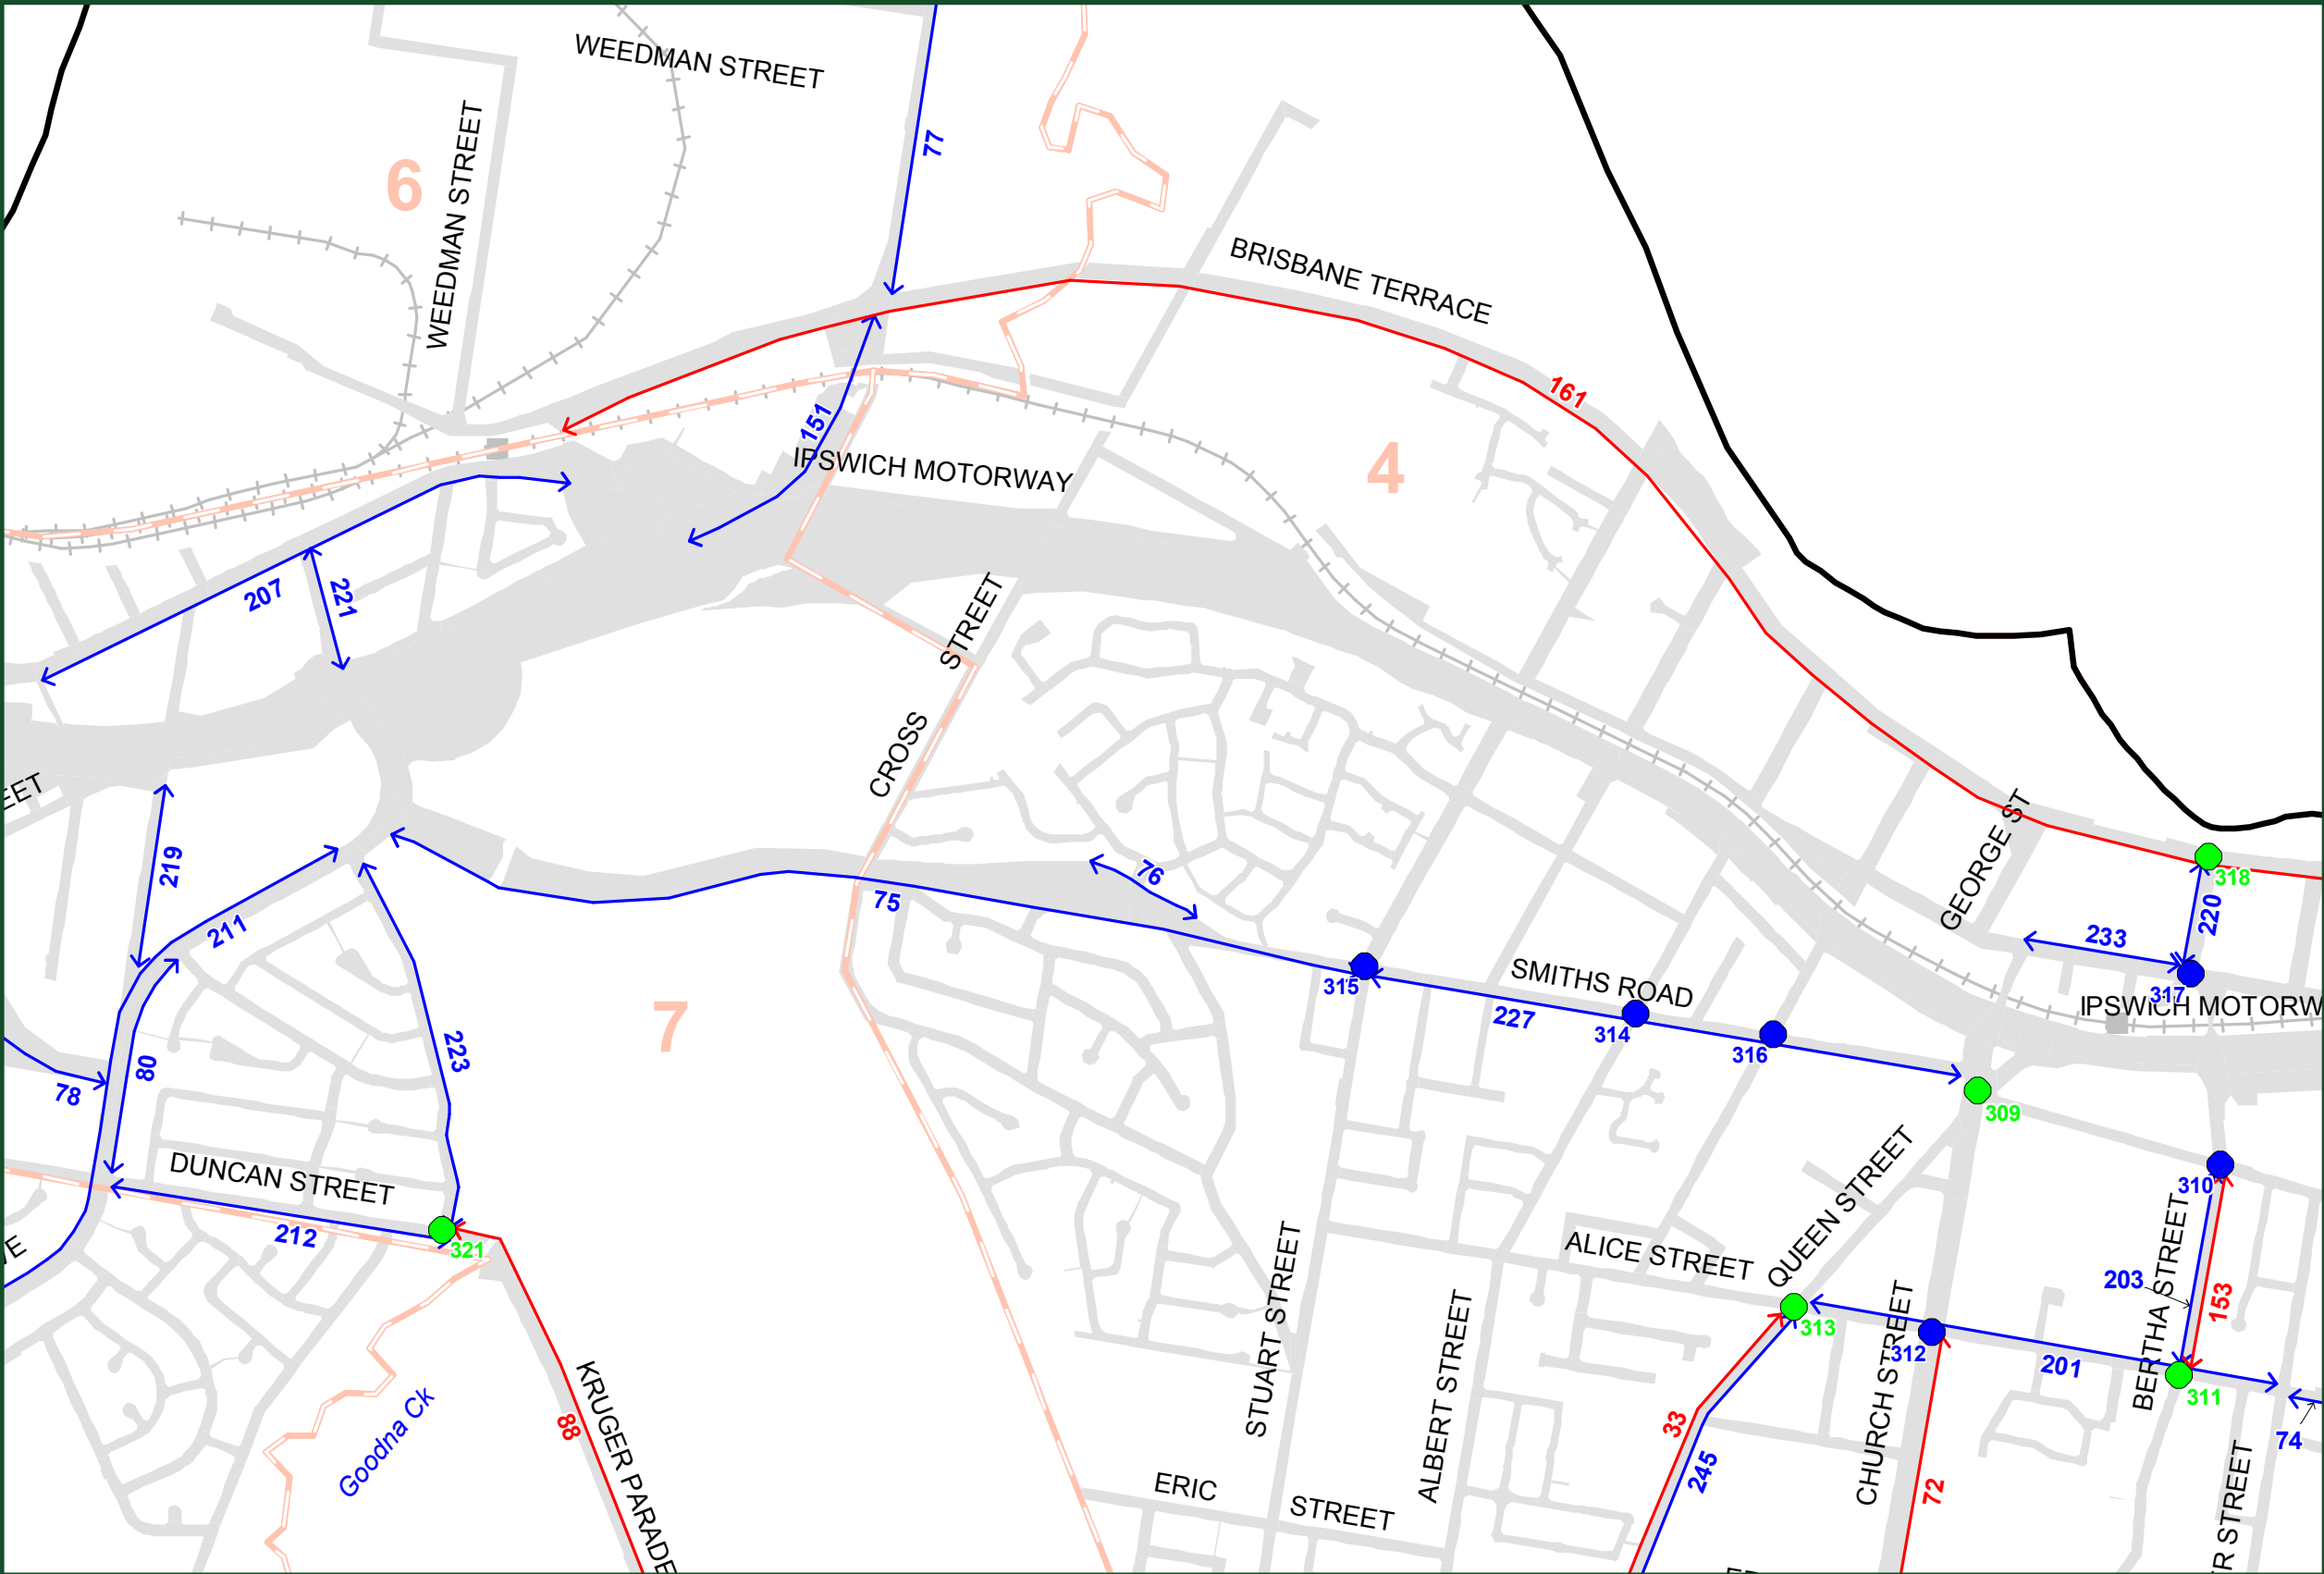 WEEDMAN STREET
77
6
WEEDMAN STREET
BRISBANE TERRACE
161
151
IPSWICH MOTORWAY
4
207
221
STREET
CROSS
EET
GEORGE ST
219
76
318
75
220
211
233
SMITHS ROAD
315
317
IPSWICH MOTORW
7
227
314
223
316
80
78
309
DUNCAN STREET
QUEEN STREET
310
BERTHA STREET
212
321
E
ALICE STREET
STUART STREET
203
153
313
CHURCH STREET
312
201
ALBERT STREET
311
KRUGER PARADE
Goodna Ck
88
33
74
245
ERIC
STREET
72
R STREET